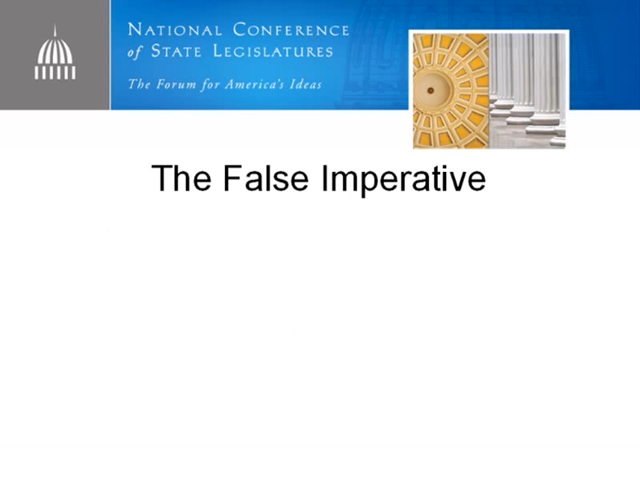 NATIONAL CONFERENCE
of STATE LEGISLATURES
The Forum for America's Ideas
The False Imperative